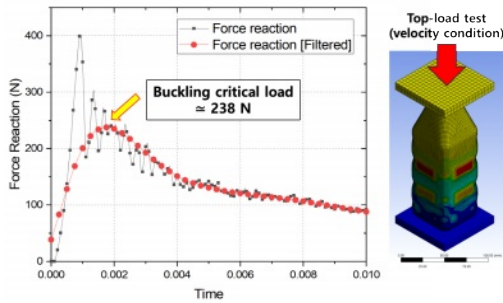 Force reaction
Force reaction [Filtered]
Buckling critical load
≃ 238 N
Force Reaction (N)
400
300
200
100
0
0.000
0.002
0.004
0.006
0.008
0.010
Time
Top-load test
(velocity condition)